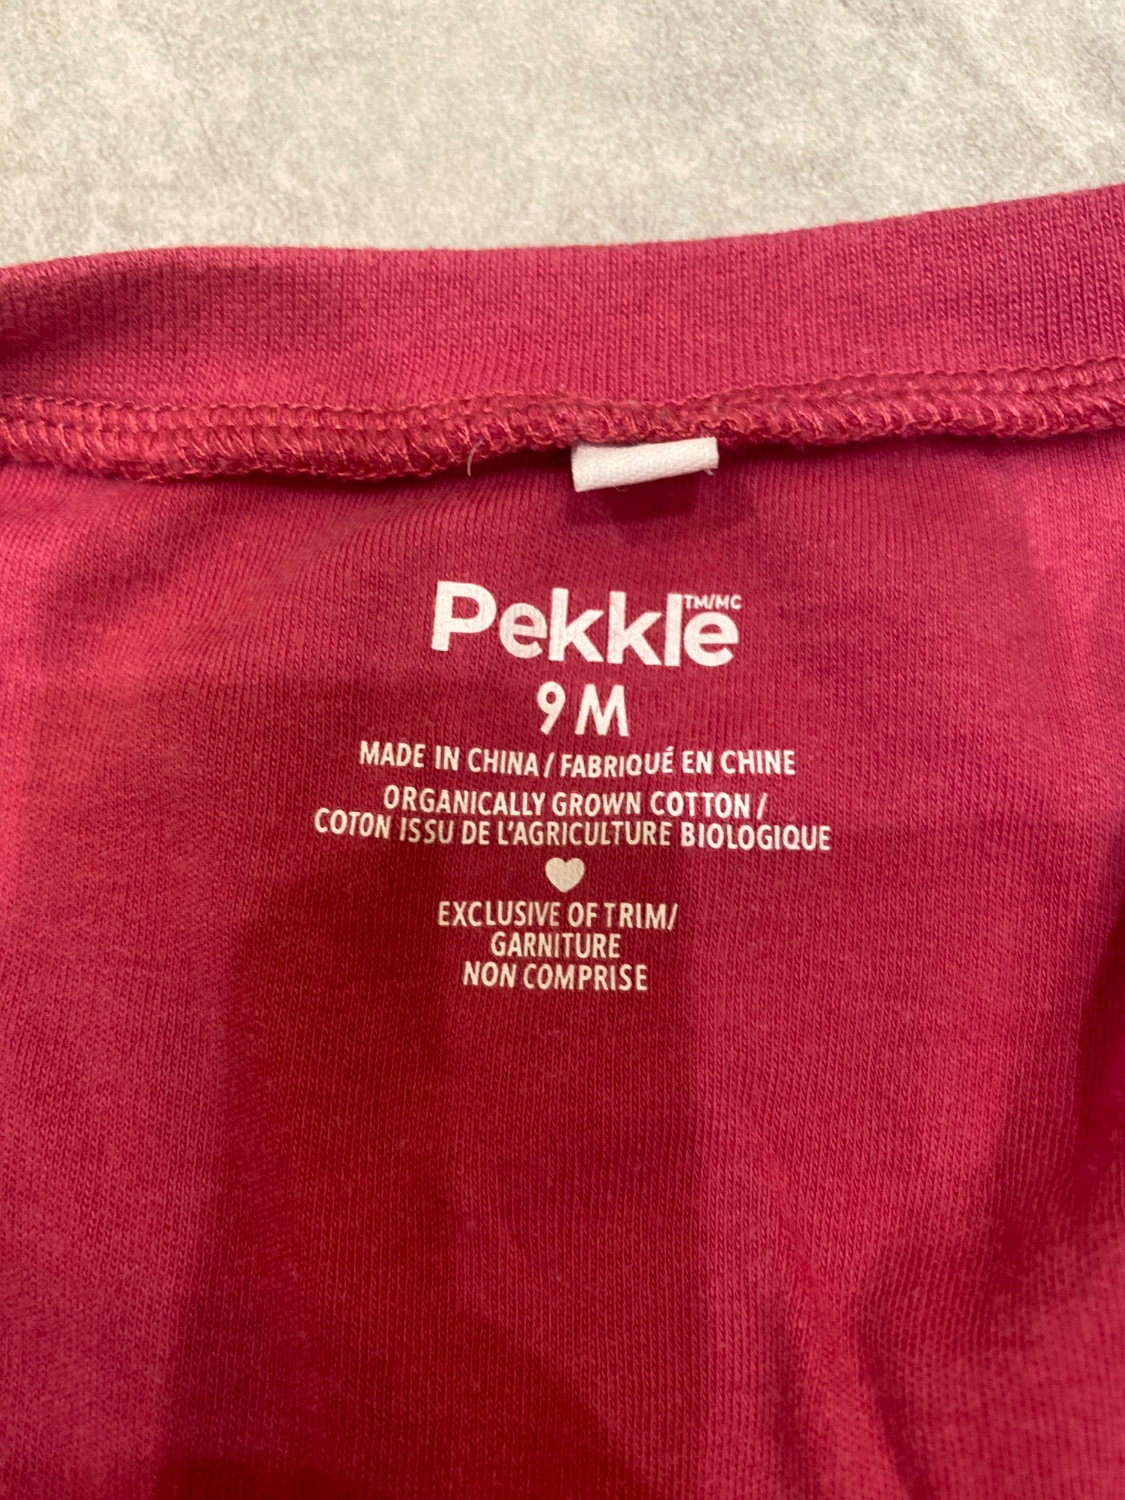 Pekkle TM/MC
9M
MADE IN CHINA / FABRIQUÉ EN CHINE
ORGANICALLY GROWN COTTON /
COTON ISSU DE L'AGRICULTURE BIOLOGIQUE
EXCLUSIVE OF TRIM/
GARNITURE
NON COMPRISE